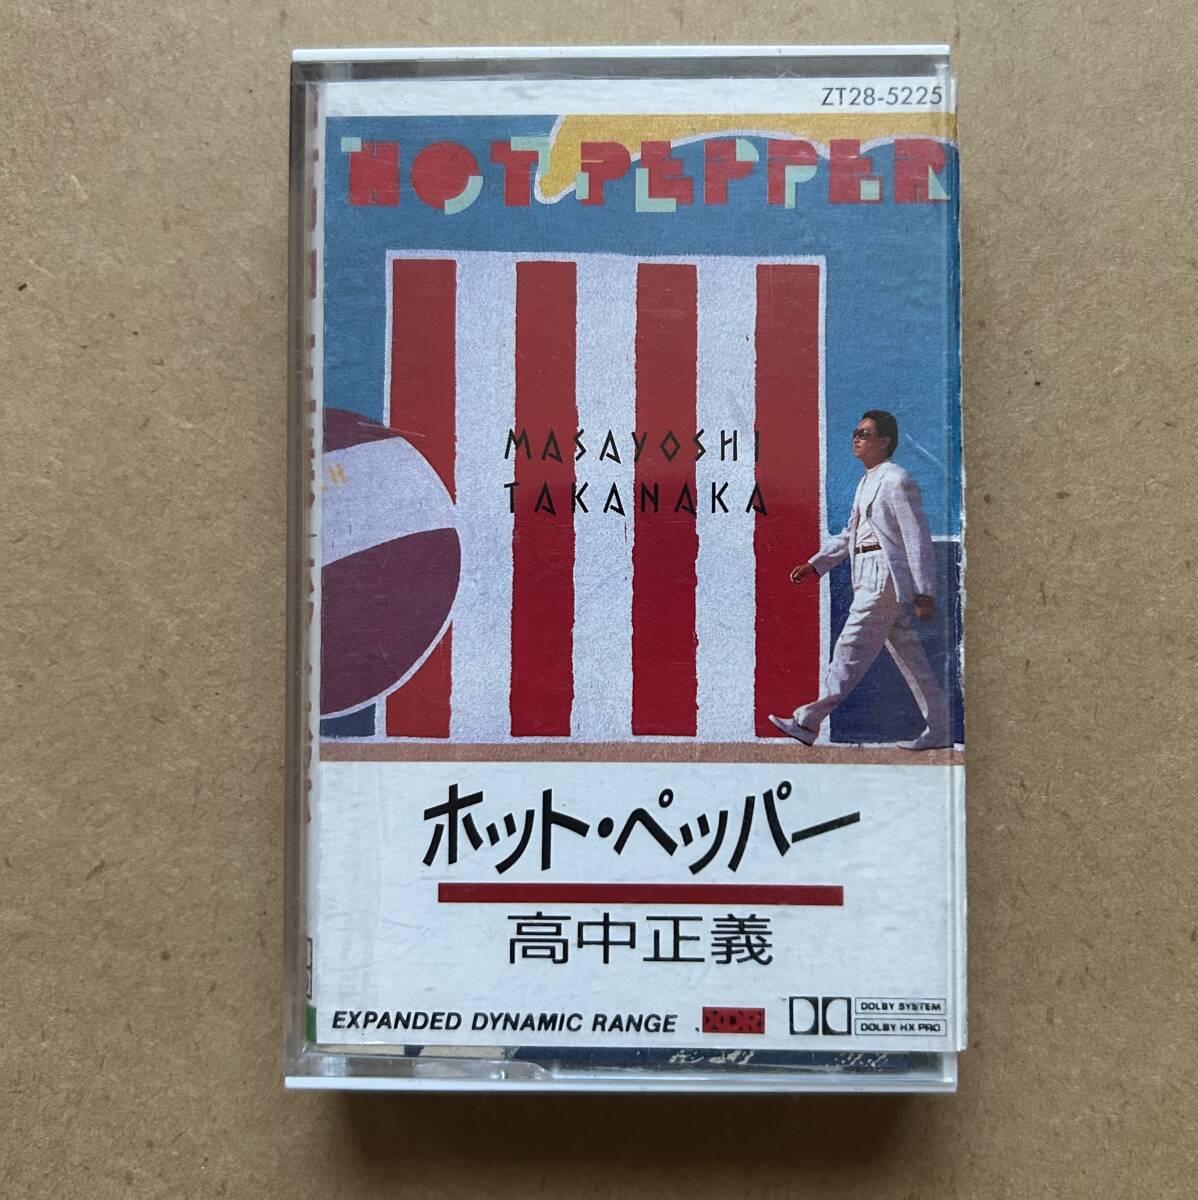 ZT28-5225
HOT PEPPER
MASAYOSHI
TAKANAKA
ホット・ペッパー
高中正義
EXPANDED DYNAMIC RANGE XDR
DOLBY SYSTEM
DOLBY HX PRO